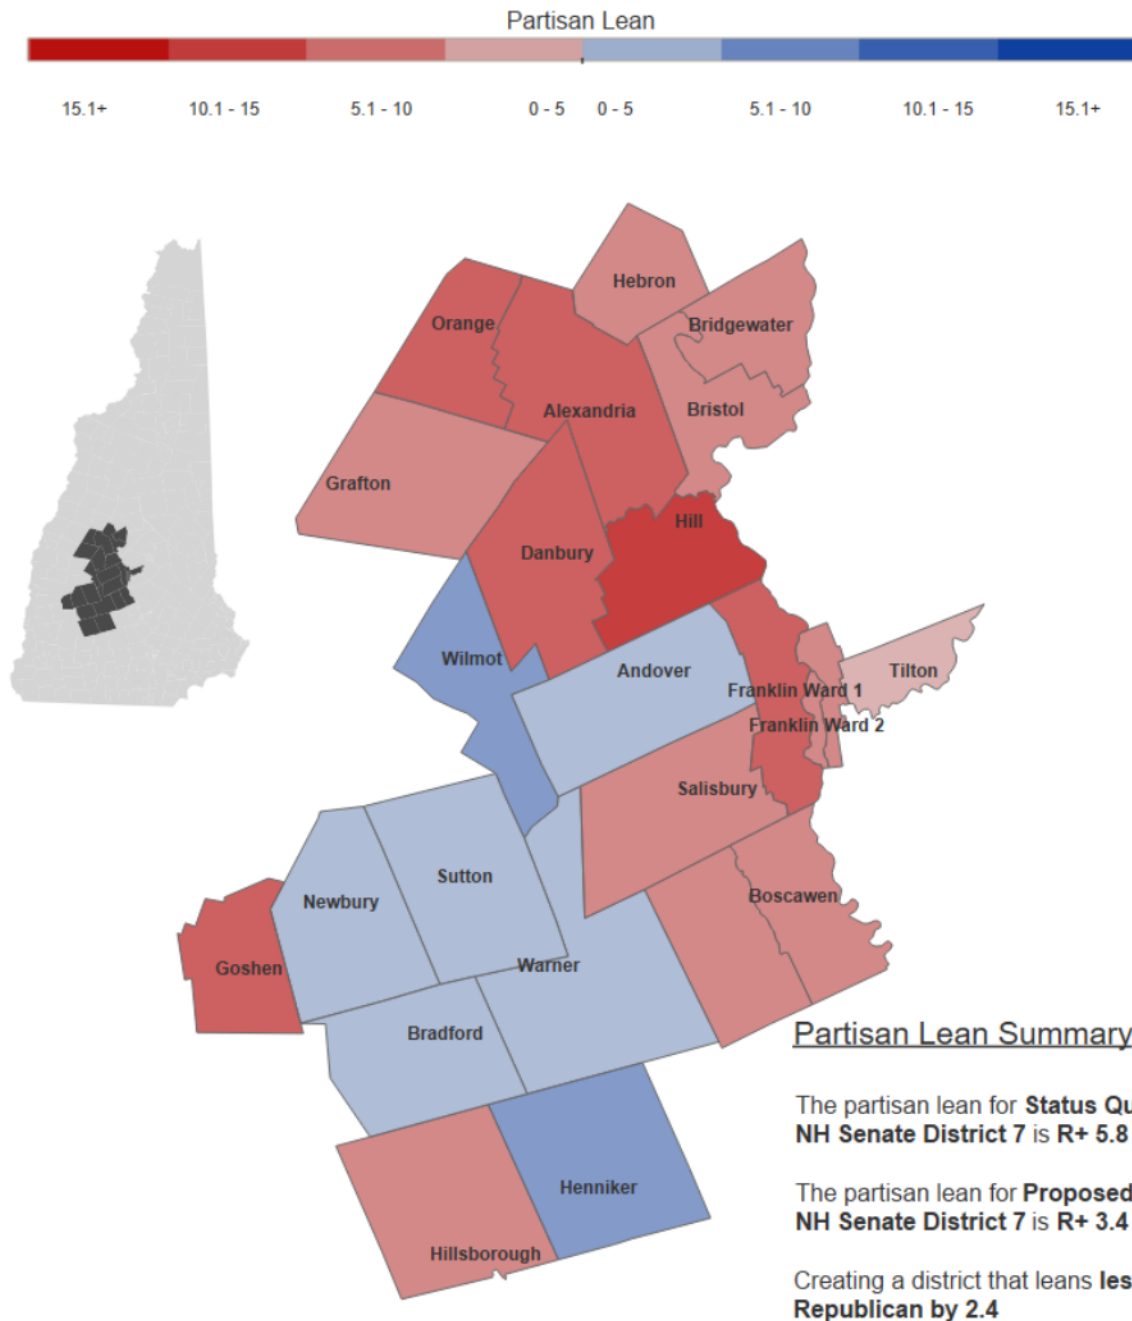 Partisan Lean
15.1+ 10.1 - 15 5.1 - 10 0 - 5 0 - 5 5.1 - 10 10.1 - 15 15.1+
Hebron
Orange
Bridgewater
Alexandria
Bristol
Grafton
Hill
Danbury
Wilmot
Andover
Tilton
Franklin Ward 1
Franklin Ward 2
Salisbury
Sutton
Newbury
Boscawen
Goshen
Warner
Bradford
Henniker
Hillsborough
Partisan Lean Summary
The partisan lean for Status Qu
NH Senate District 7 is R+ 5.8
The partisan lean for Proposed
NH Senate District 7 is R+ 3.4
Creating a district that leans les
Republican by 2.4